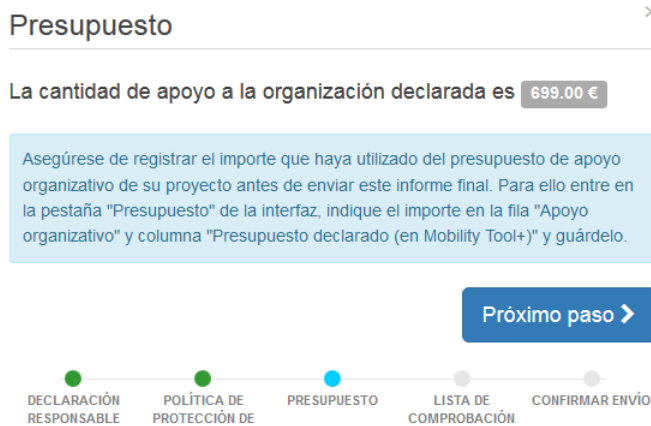 Presupuesto
×
La cantidad de apoyo a la organización declarada es 699.00 €
Asegúrese de registrar el importe que haya utilizado del presupuesto de apoyo
organizativo de su proyecto antes de enviar este informe final. Para ello entre en
la pestaña "Presupuesto" de la interfaz, indique el importe en la fila "Apoyo
organizativo" y columna "Presupuesto declarado (en Mobility Tool+)" y guárdelo.
Próximo paso
DECLARACIÓN
RESPONSABLE
POLÍTICA DE
PROTECCIÓN DE
PRESUPUESTO
LISTA DE
COMPROBACIÓN
CONFIRMAR ENVÍO